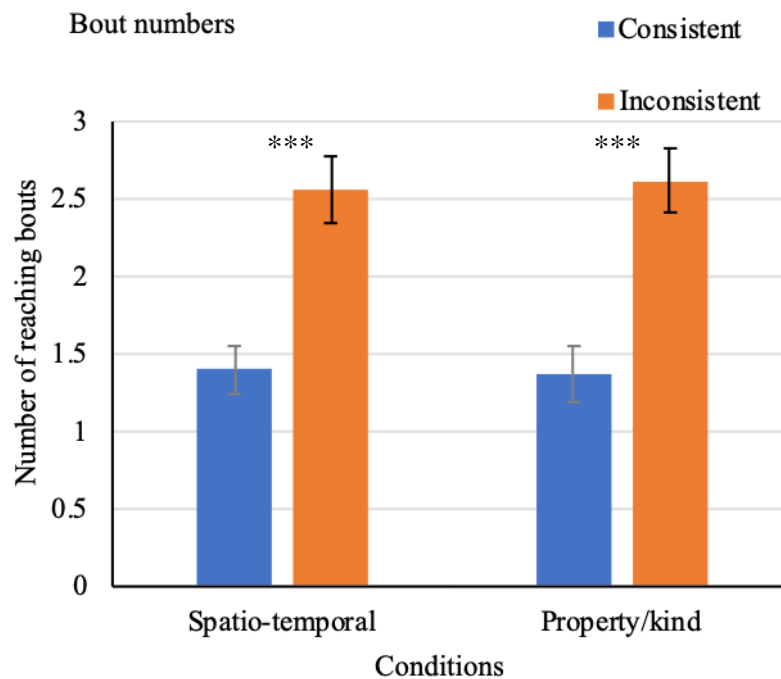 Bout numbers
Consistent
Inconsistent
Number of reaching bouts
3
2.5
2
1.5
1
0.5
0
***
***
Spatio-temporal
Property/kind
Conditions